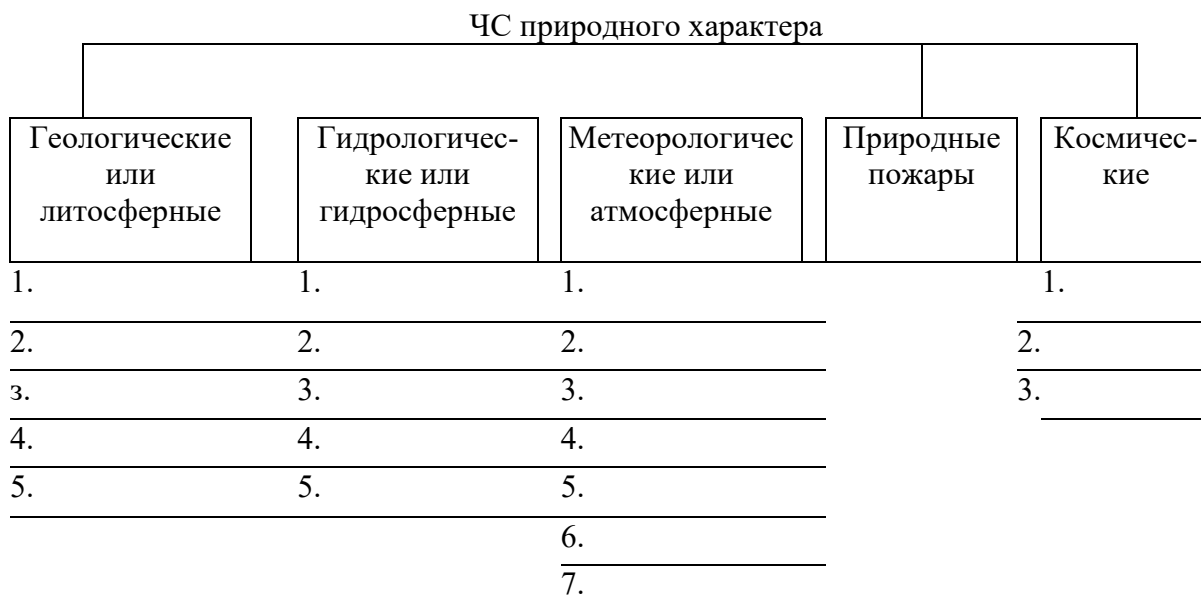 ЧС природного характера
Геологические
или
литосферные
Гидрологичес-
кие или
гидросферные
Метеорологичес
кие или
атмосферные
Природные
пожары
Космичес-
кие
1. 1. 1. 1.
2. 2. 2. 2.
з. 3. 3. 3.
4. 4. 4.
5. 5. 5.
6.
7.